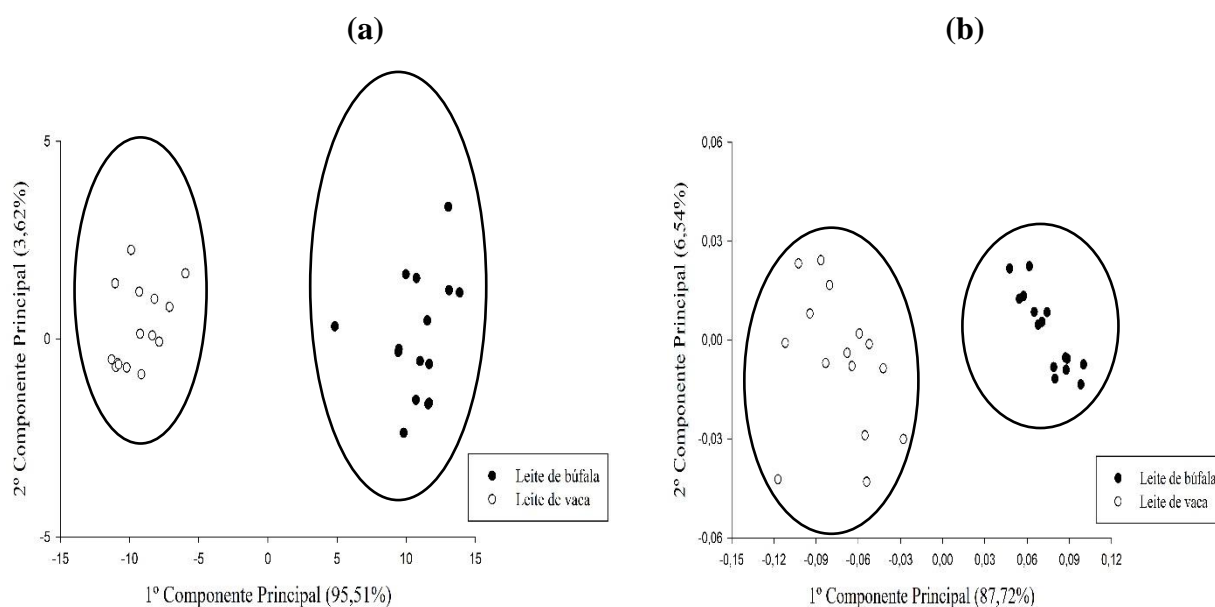 (a)
(b)
2º Componente Principal (3,62%)
5
0
-5
-15
-10
-5
0
5
10
15
1º Componente Principal (95,51%)
Leite de búfala
Leite de vaca
2º Componente Principal (6,54%)
0,06
0,03
0,00
-0,03
-0,06
-0,15
-0,12
-0,09
-0,06
-0,03
0,00
0,03
0,06
0,09
0,12
1º Componente Principal (87,72%)
Leite de búfala
Leite de vaca